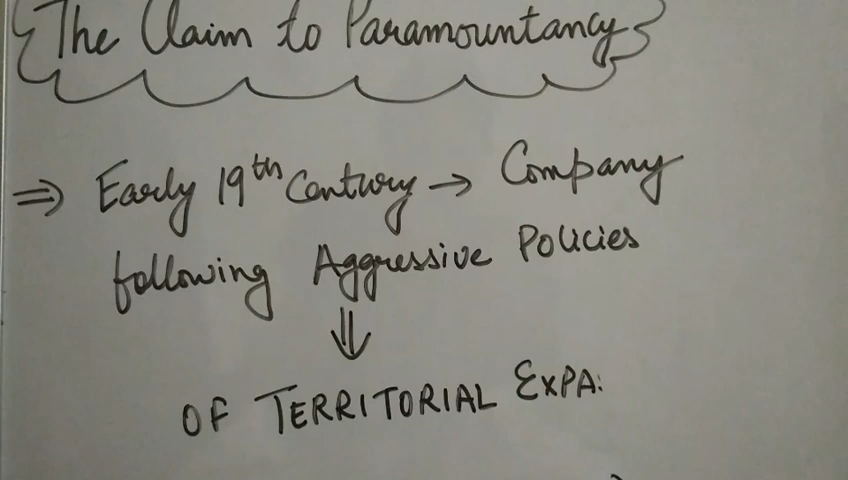 The Claim to Paramountancy
⇒ Early 19th Century → Company
following Aggressive Policies
⇓
OF TERRITORIAL EXPA: